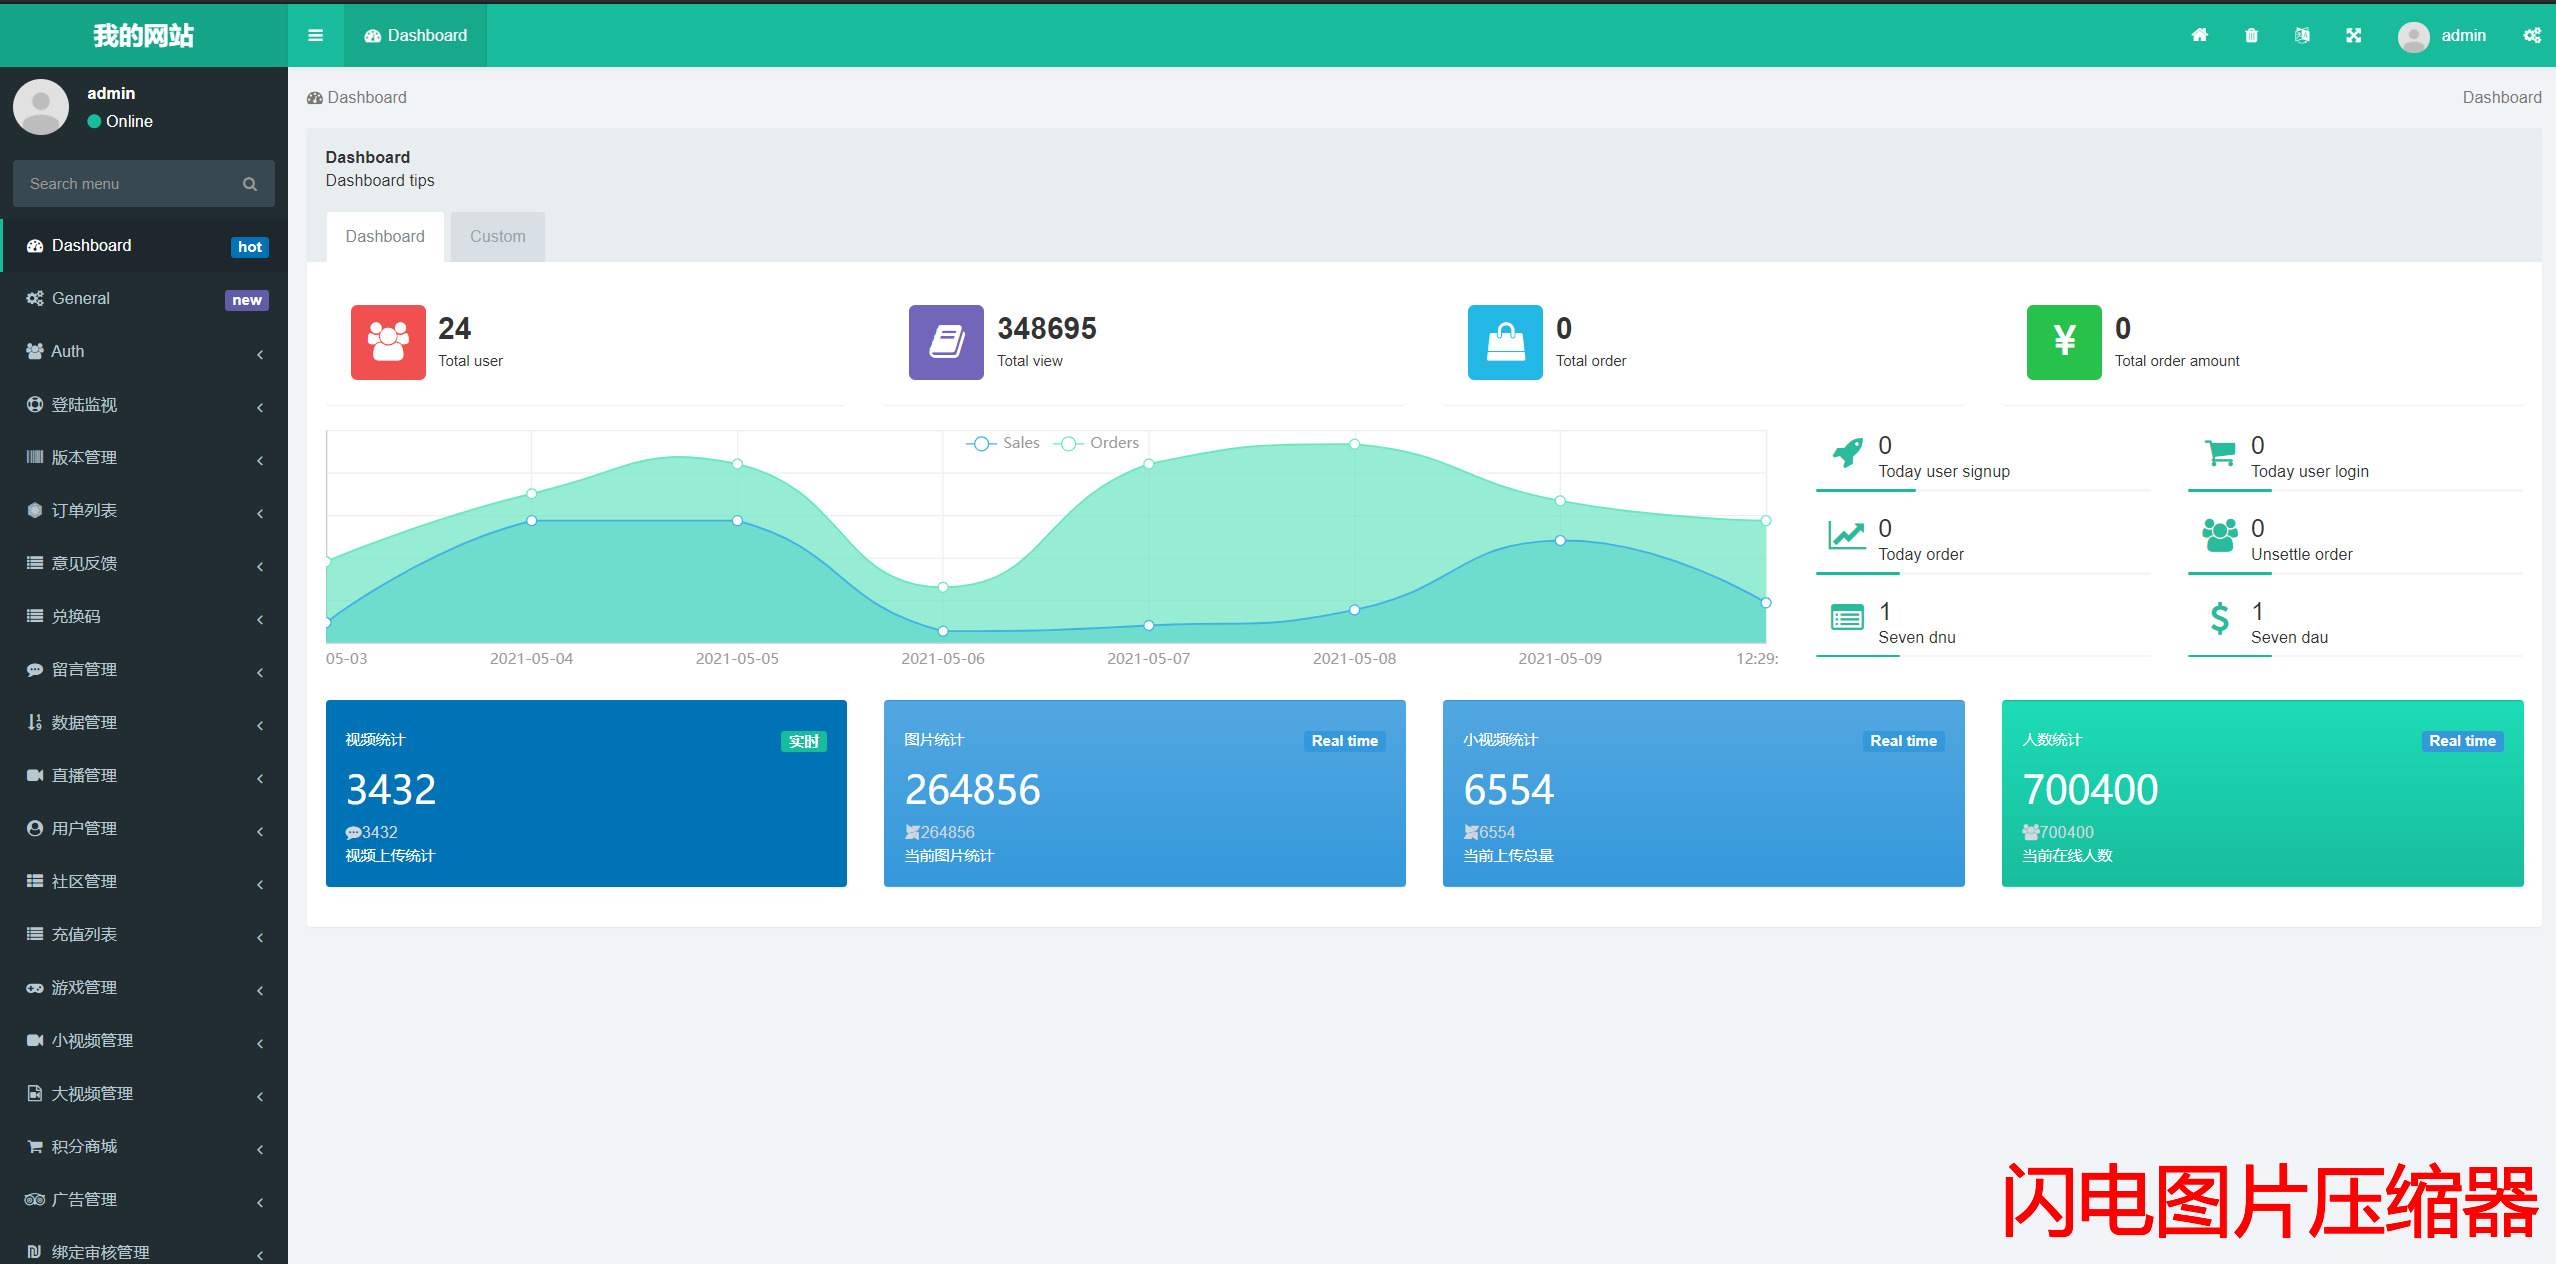 我的网站
Dashboard
admin
admin
Online
Search menu
Dashboard hot
General new
Auth
登陆监视
版本管理
订单列表
意见反馈
兑换码
留言管理
数据管理
直播管理
用户管理
社区管理
充值列表
游戏管理
小视频管理
大视频管理
积分商城
广告管理
绑定审核管理
Dashboard
Dashboard
Dashboard
Dashboard tips
Dashboard
Custom
24
Total user
348695
Total view
0
Total order
¥
0
Total order amount
Sales
Orders
05-03
2021-05-04
2021-05-05
2021-05-06
2021-05-07
2021-05-08
2021-05-09
12:29:
0
Today user signup
0
Today user login
0
Today order
0
Unsettle order
1
Seven dnu
$
1
Seven dau
视频统计
实时
3432
3432
视频上传统计
图片统计
Real time
264856
264856
当前图片统计
小视频统计
Real time
6554
6554
当前上传总量
人数统计
Real time
700400
700400
当前在线人数
闪电图片压缩器